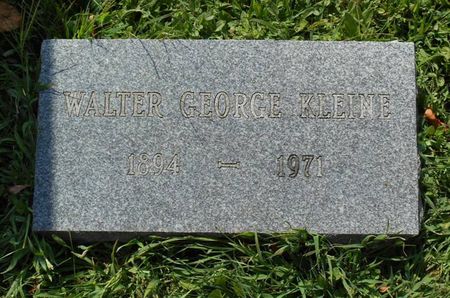 WALTER GEORGE KLEINE
1894 – 1971